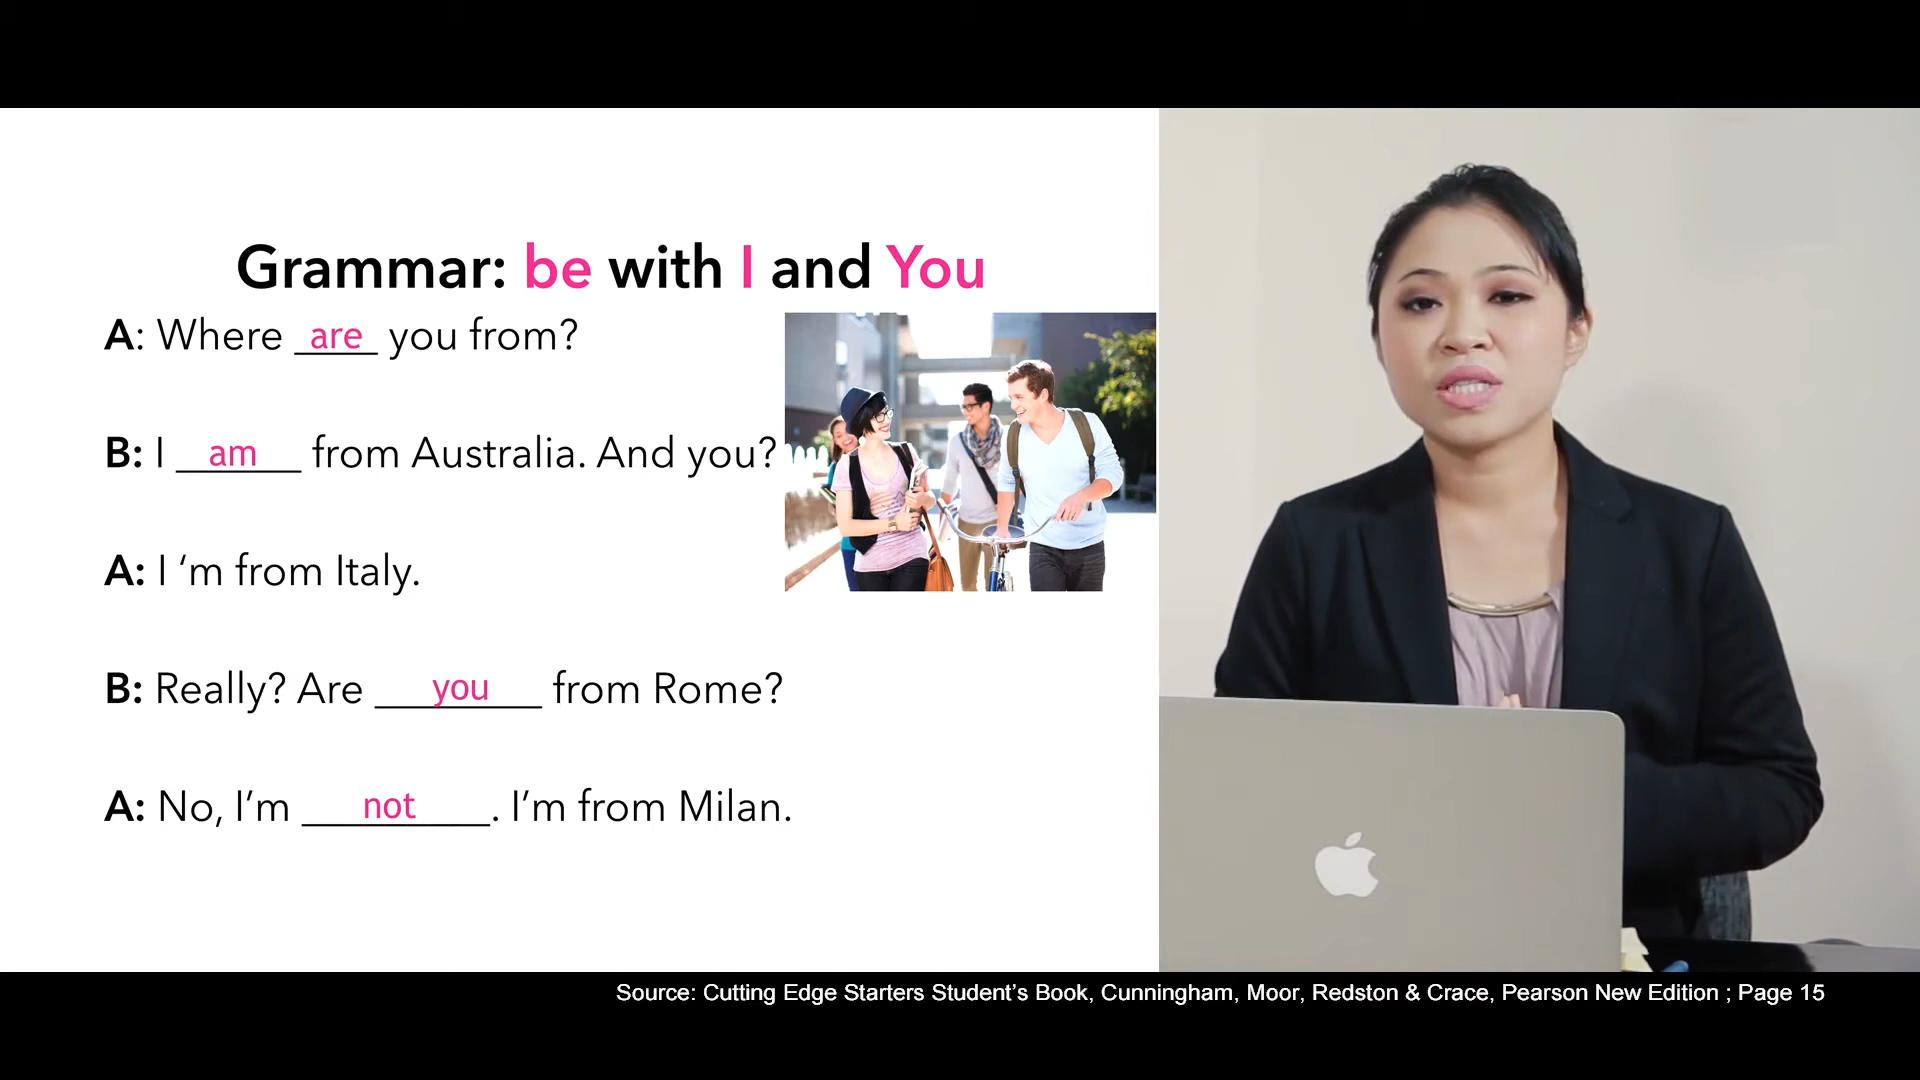 Grammar: be with I and You
A: Where are you from?
B: I am from Australia. And you?
A: I ‘m from Italy.
B: Really? Are you from Rome?
A: No, I’m not. I’m from Milan.
Source: Cutting Edge Starters Student’s Book, Cunningham, Moor, Redston & Crace, Pearson New Edition ; Page 15